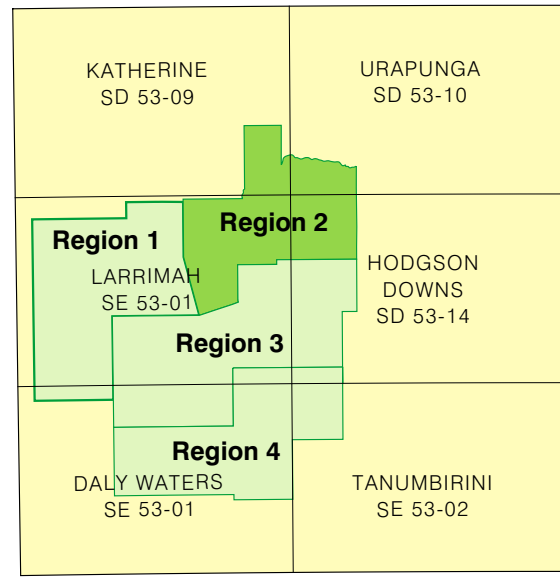 KATHERINE
SD 53-09
URAPUNGA
SD 53-10
Region 1
Region 2
LARRIMAH
SE 53-01
HODGSON
DOWNS
SD 53-14
Region 3
Region 4
DALY WATERS
SE 53-01
TANUMBIRINI
SE 53-02